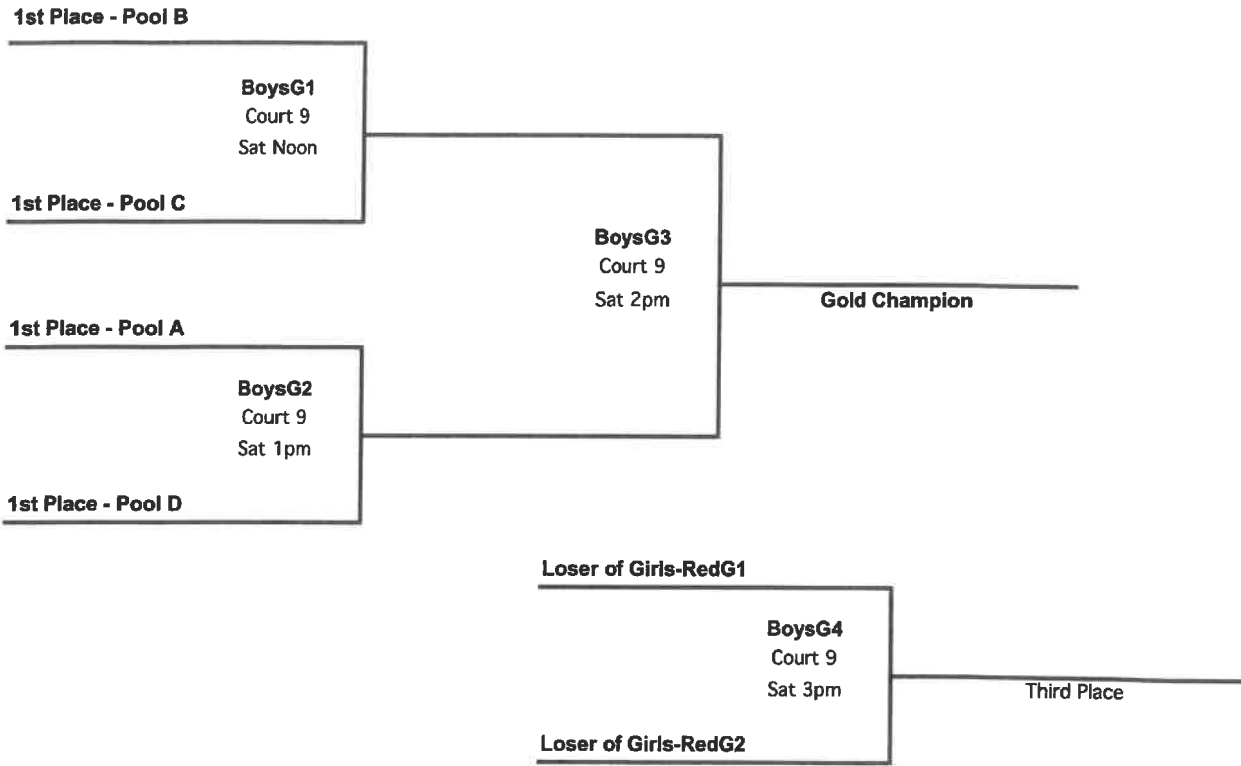 1st Place - Pool B
BoysG1
Court 9
Sat Noon
1st Place - Pool C
BoysG3
Court 9
Sat 2pm
Gold Champion
1st Place - Pool A
BoysG2
Court 9
Sat 1pm
1st Place - Pool D
Loser of Girls-RedG1
BoysG4
Court 9
Sat 3pm
Third Place
Loser of Girls-RedG2